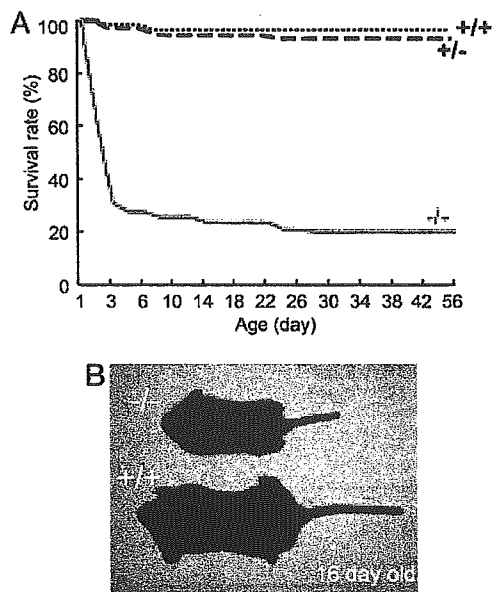 A
Survival rate (%)
100
80
60
40
20
0
+/+
+/-
-/-
1 3 6 10 14 18 22 26 30 34 38 42 56
Age (day)
B
-/-
+/+
16 day old